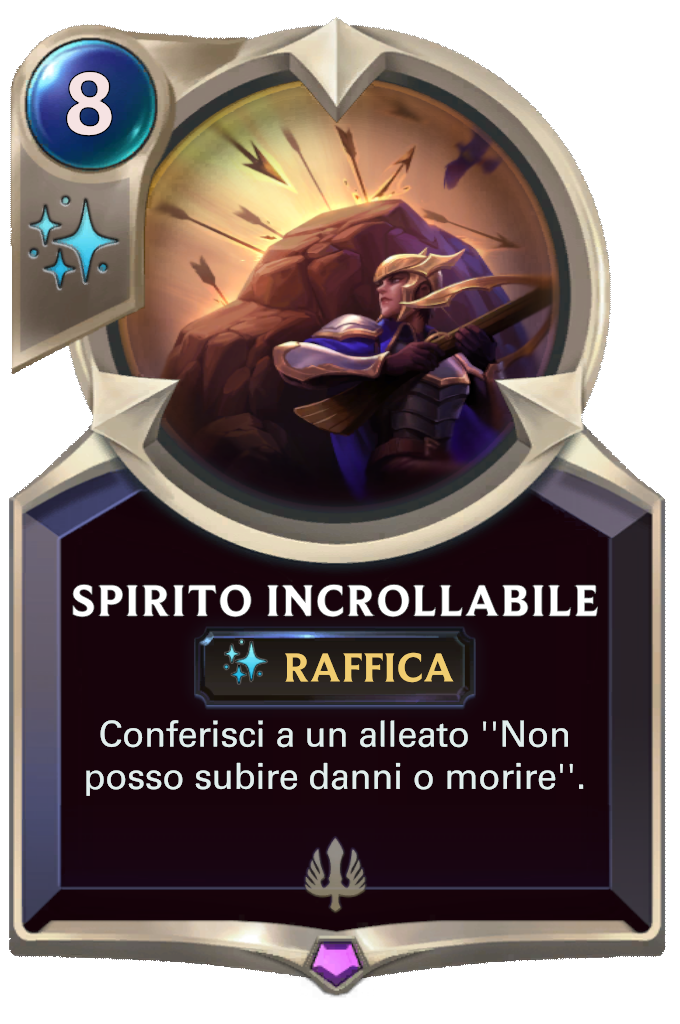 8
SPIRITO INCROLLABILE
RAFFICA
Conferisci a un alleato ''Non
posso subire danni o morire''.